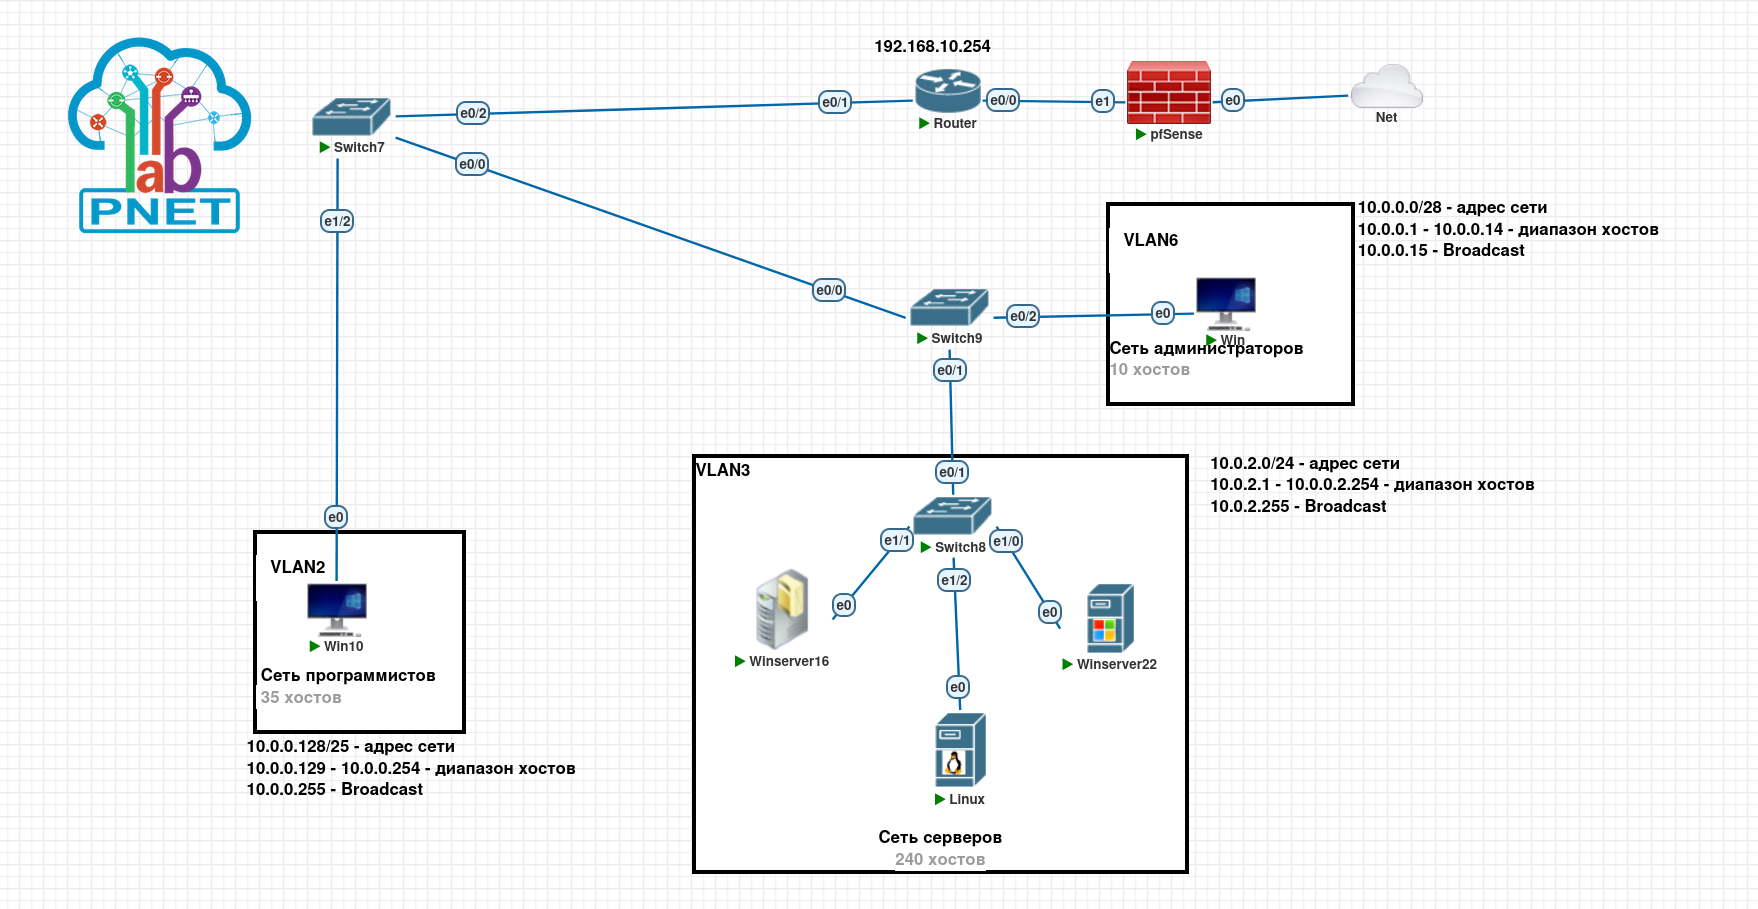 192.168.10.254
e0/2
e0/1
e0/0
e1
e0
Router
pfSense
Net
Switch7
e0/0
e1/2
lab
PNET
10.0.0.0/28 - адрес сети
10.0.0.1 - 10.0.0.14 - диапазон хостов
10.0.0.15 - Broadcast
VLAN6
e0/0
e0/2
e0
Switch9
Win
Сеть администраторов
10 хостов
e0/1
VLAN3
e0/1
10.0.2.0/24 - адрес сети
10.0.2.1 - 10.0.0.2.254 - диапазон хостов
10.0.2.255 - Broadcast
e0
e1/1
Switch8
e1/0
VLAN2
e1/2
e0
e0
Win10
Winserver16
Winserver22
Сеть программистов
35 хостов
e0
10.0.0.128/25 - адрес сети
10.0.0.129 - 10.0.0.254 - диапазон хостов
10.0.0.255 - Broadcast
Linux
Сеть серверов
240 хостов